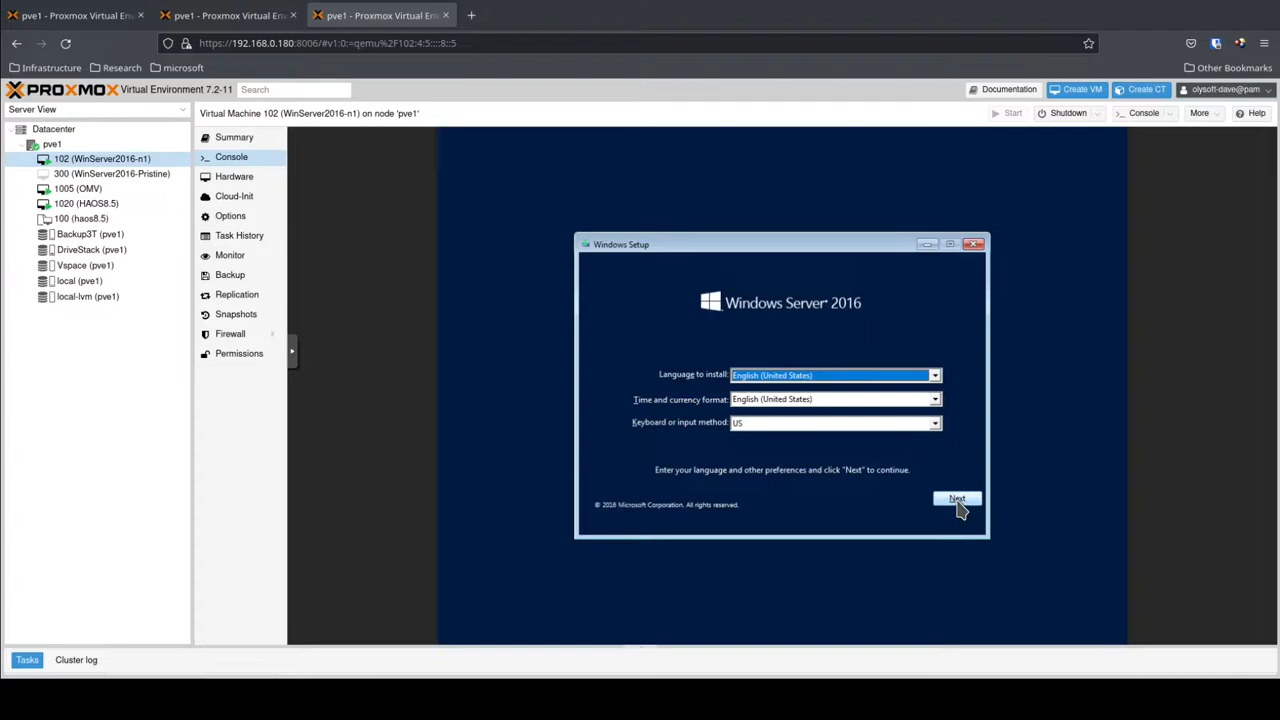 pve1 - Proxmox Virtual Env
pve1 - Proxmox Virtual Env
pve1 - Proxmox Virtual Env
https://192.168.0.180:8006/#v1:0:=qemu%2F102:4:5::::8::5
Infrastructure
Research
microsoft
Other Bookmarks
PROXMOX Virtual Environment 7.2-11
Search
Documentation
Create VM
Create CT
olysoft-dave@pam
Server View
Virtual Machine 102 (WinServer2016-n1) on node 'pve1'
Start
Shutdown
Console
More
Help
Datacenter
pve1
102 (WinServer2016-n1)
300 (WinServer2016-Pristine)
1005 (OMV)
1020 (HAOS8.5)
100 (haos8.5)
Backup3T (pve1)
DriveStack (pve1)
Vspace (pve1)
local (pve1)
local-lvm (pve1)
Summary
Console
Hardware
Cloud-Init
Options
Task History
Monitor
Backup
Replication
Snapshots
Firewall
Permissions
Windows Setup
Windows Server® 2016
Language to install: English (United States)
Time and currency format: English (United States)
Keyboard or input method: US
Enter your language and other preferences and click "Next" to continue.
© 2016 Microsoft Corporation. All rights reserved.
Next
Tasks
Cluster log